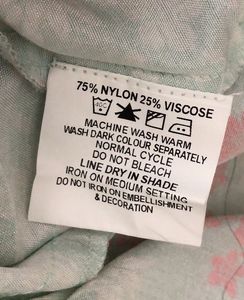 75% NYLON 25% VISCOSE
MACHINE WASH WARM
WASH DARK COLOUR SEPARATELY
NORMAL CYCLE
DO NOT BLEACH
LINE DRY IN SHADE
IRON ON MEDIUM SETTING
DO NOT IRON ON EMBELLISHMENT
& DECORATION